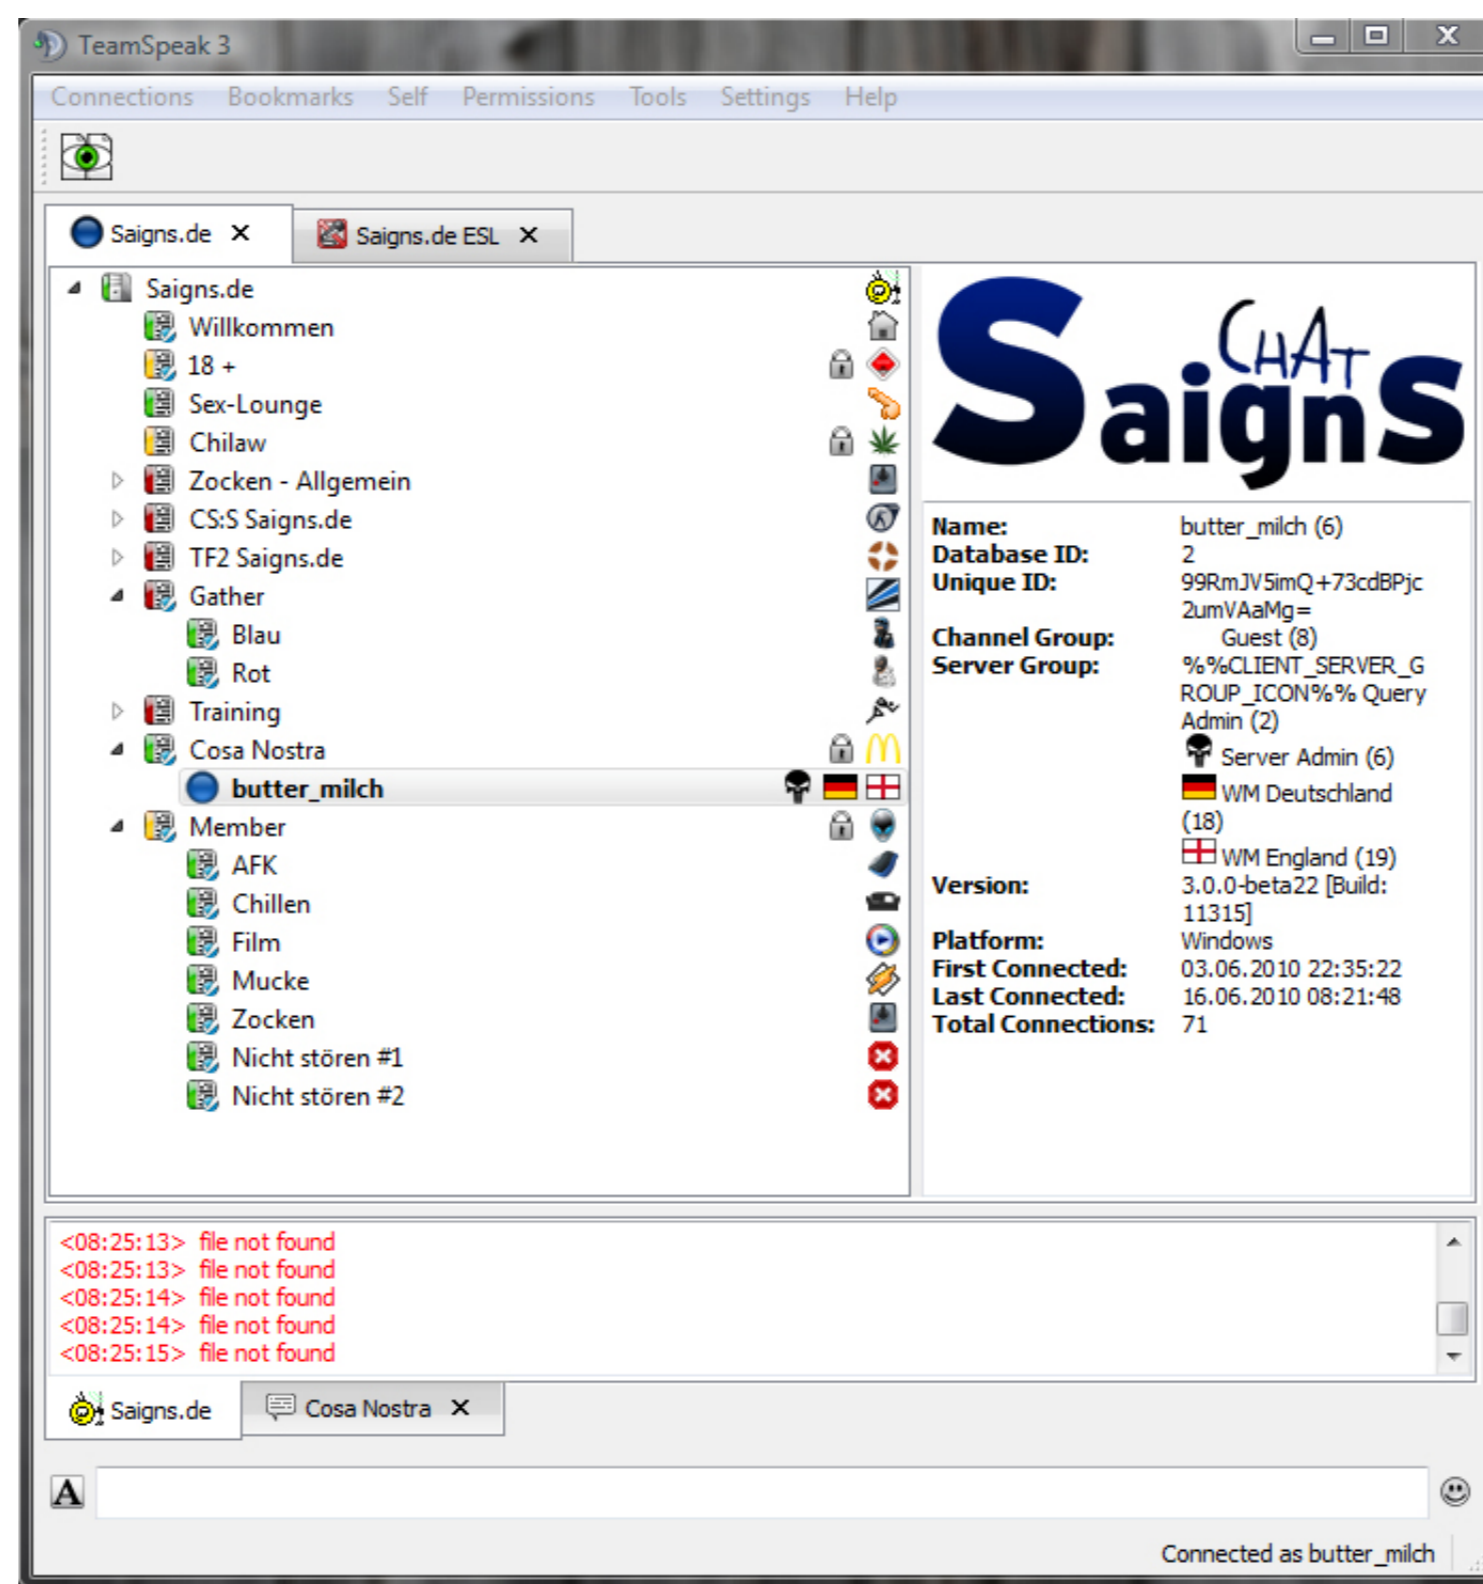 TeamSpeak 3
Connections Bookmarks Self Permissions Tools Settings Help
Saigns.de Saigns.de ESL
Saigns.de
Willkommen
18 +
Sex-Lounge
Chilaw
Zocken - Allgemein
CS:S Saigns.de
TF2 Saigns.de
Gather
Blau
Rot
Training
Cosa Nostra
butter_milch
Member
AFK
Chillen
Film
Mucke
Zocken
Nicht stören #1
Nicht stören #2
CHAT
SaignS
Name: butter_milch (6)
Database ID: 2
Unique ID: 99RmJV5imQ+73cdBPjc
2umVAaMg=
Channel Group: Guest (8)
Server Group: %%CLIENT_SERVER_G
ROUP_ICON%% Query
Admin (2)
Server Admin (6)
WM Deutschland
(18)
WM England (19)
Version: 3.0.0-beta22 [Build:
11315]
Platform: Windows
First Connected: 03.06.2010 22:35:22
Last Connected: 16.06.2010 08:21:48
Total Connections: 71
<08:25:13> file not found
<08:25:13> file not found
<08:25:14> file not found
<08:25:14> file not found
<08:25:15> file not found
Saigns.de Cosa Nostra
A
Connected as butter_milch